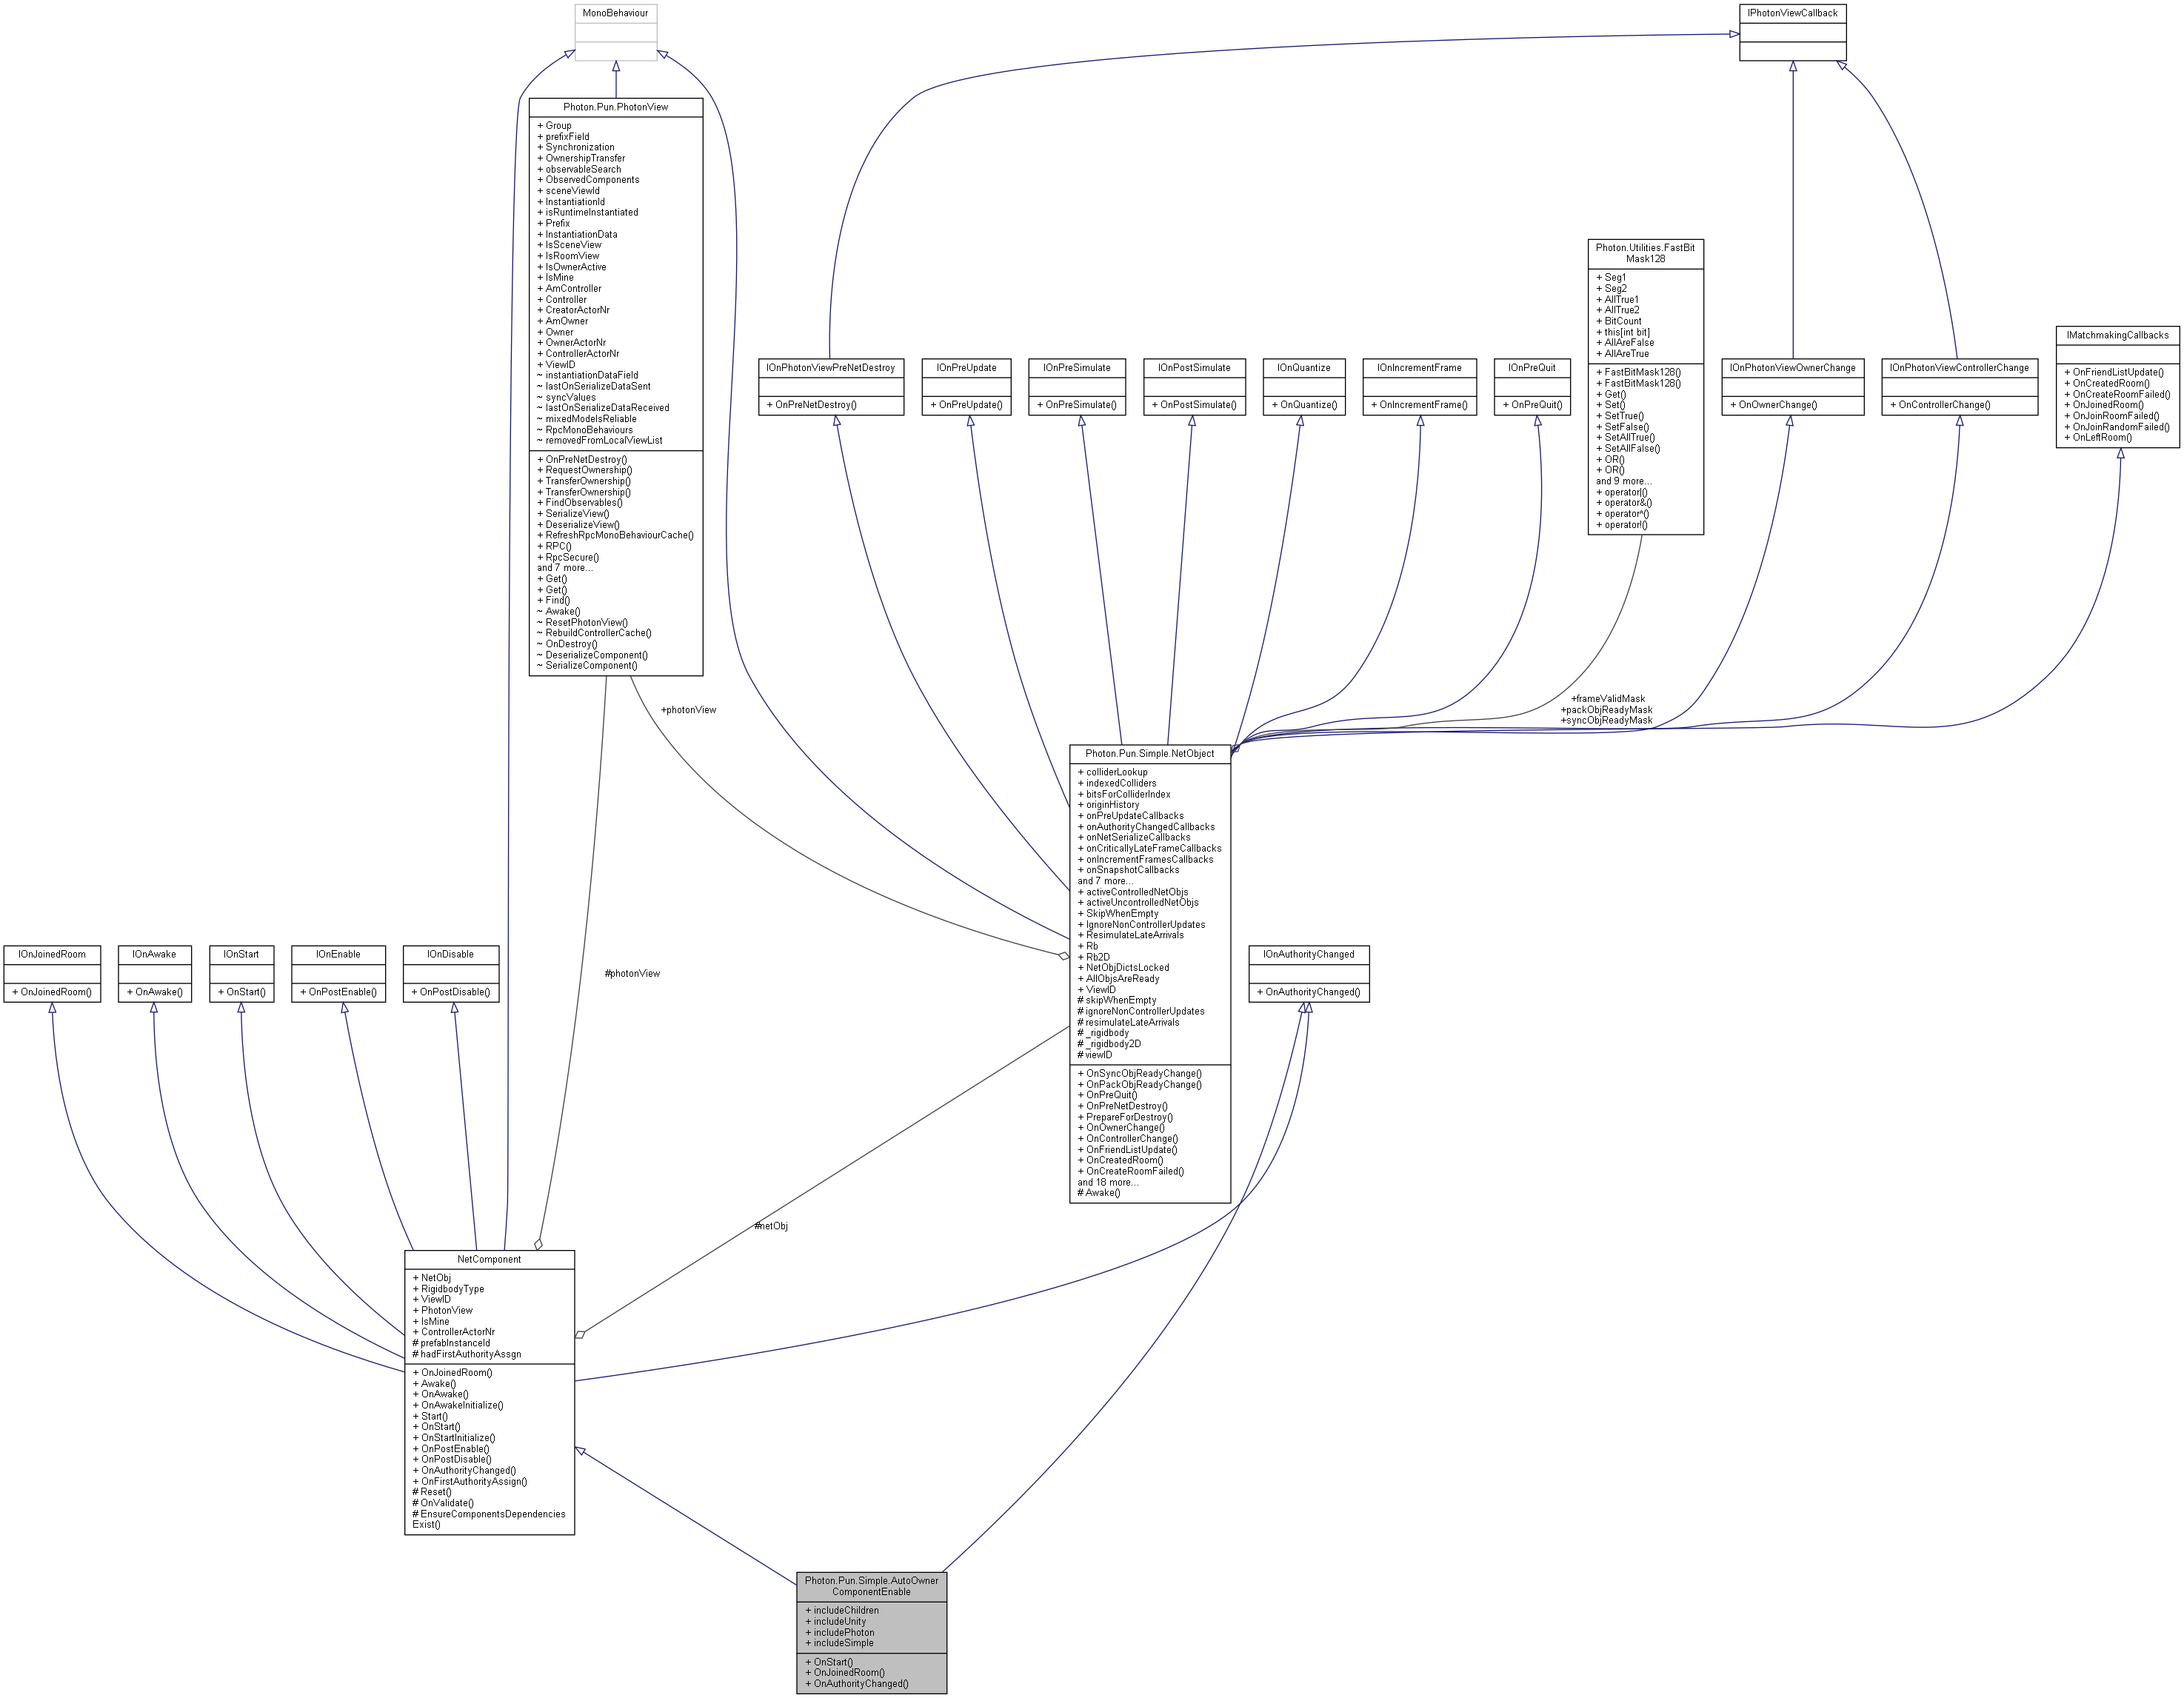 MonoBehaviour
IPhotonViewCallback
Photon.Pun.PhotonView
+ Group
+ prefixField
+ Synchronization
+ OwnershipTransfer
+ observableSearch
+ ObservedComponents
+ sceneViewId
+ InstantiationId
+ isRuntimeInstantiated
+ Prefix
+ InstantiationData
+ IsSceneView
+ IsRoomView
+ IsOwnerActive
+ IsMine
+ AmController
+ Controller
+ CreatorActorNr
+ AmOwner
+ Owner
+ OwnerActorNr
+ ControllerActorNr
+ ViewID
~ instantiationDataField
~ lastOnSerializeDataSent
~ syncValues
~ lastOnSerializeDataReceived
~ mixedModeIsReliable
~ RpcMonoBehaviours
~ removedFromLocalViewList
+ OnPreNetDestroy()
+ RequestOwnership()
+ TransferOwnership()
+ TransferOwnership()
+ FindObservables()
+ SerializeView()
+ DeserializeView()
+ RefreshRpcMonoBehaviourCache()
+ RPC()
+ RpcSecure()
and 7 more...
+ Get()
+ Get()
+ Find()
~ Awake()
~ ResetPhotonView()
~ RebuildControllerCache()
~ OnDestroy()
~ DeserializeComponent()
~ SerializeComponent()
Photon.Utilities.FastBit
Mask128
+ Seg1
+ Seg2
+ AllTrue1
+ AllTrue2
+ BitCount
+ this[int bit]
+ AllAreFalse
+ AllAreTrue
+ FastBitMask128()
+ FastBitMask128()
+ Get()
+ Set()
+ SetTrue()
+ SetFalse()
+ SetAllTrue()
+ SetAllFalse()
+ OR()
+ OR()
and 9 more...
+ operator|()
+ operator&()
+ operator^()
+ operator!()
IMatchmakingCallbacks
+ OnFriendListUpdate()
+ OnCreatedRoom()
+ OnCreateRoomFailed()
+ OnJoinedRoom()
+ OnJoinRoomFailed()
+ OnJoinRandomFailed()
+ OnLeftRoom()
IOnPhotonViewPreNetDestroy
+ OnPreNetDestroy()
IOnPreUpdate
+ OnPreUpdate()
IOnPreSimulate
+ OnPreSimulate()
IOnPostSimulate
+ OnPostSimulate()
IOnQuantize
+ OnQuantize()
IOnIncrementFrame
+ OnIncrementFrame()
IOnPreQuit
+ OnPreQuit()
IOnPhotonViewOwnerChange
+ OnOwnerChange()
IOnPhotonViewControllerChange
+ OnControllerChange()
+photonView
+frameValidMask
+packObjReadyMask
+syncObjReadyMask
Photon.Pun.Simple.NetObject
+ colliderLookup
+ indexedColliders
+ bitsForColliderIndex
+ originHistory
+ onPreUpdateCallbacks
+ onAuthorityChangedCallbacks
+ onNetSerializeCallbacks
+ onCriticallyLateFrameCallbacks
+ onIncrementFramesCallbacks
+ onSnapshotCallbacks
and 7 more...
+ activeControlledNetObjs
+ activeUncontrolledNetObjs
+ SkipWhenEmpty
+ IgnoreNonControllerUpdates
+ ResimulateLateArrivals
+ Rb
+ Rb2D
+ NetObjDictsLocked
+ AllObjsAreReady
+ ViewID
# skipWhenEmpty
# ignoreNonControllerUpdates
# resimulateLateArrivals
# _rigidbody
# _rigidbody2D
# viewID
+ OnSyncObjReadyChange()
+ OnPackObjReadyChange()
+ OnPreQuit()
+ OnPreNetDestroy()
+ PrepareForDestroy()
+ OnOwnerChange()
+ OnControllerChange()
+ OnFriendListUpdate()
+ OnCreatedRoom()
+ OnCreateRoomFailed()
and 18 more...
# Awake()
IOnJoinedRoom
+ OnJoinedRoom()
IOnAwake
+ OnAwake()
IOnStart
+ OnStart()
IOnEnable
+ OnPostEnable()
IOnDisable
+ OnPostDisable()
#photonView
IOnAuthorityChanged
+ OnAuthorityChanged()
#netObj
NetComponent
+ NetObj
+ RigidbodyType
+ ViewID
+ PhotonView
+ IsMine
+ ControllerActorNr
# prefabInstanceId
# hadFirstAuthorityAssgn
+ OnJoinedRoom()
+ Awake()
+ OnAwake()
+ OnAwakeInitialize()
+ Start()
+ OnStart()
+ OnStartInitialize()
+ OnPostEnable()
+ OnPostDisable()
+ OnAuthorityChanged()
+ OnFirstAuthorityAssign()
# Reset()
# OnValidate()
# EnsureComponentsDependencies
Exist()
Photon.Pun.Simple.AutoOwner
ComponentEnable
+ includeChildren
+ includeUnity
+ includePhoton
+ includeSimple
+ OnStart()
+ OnJoinedRoom()
+ OnAuthorityChanged()